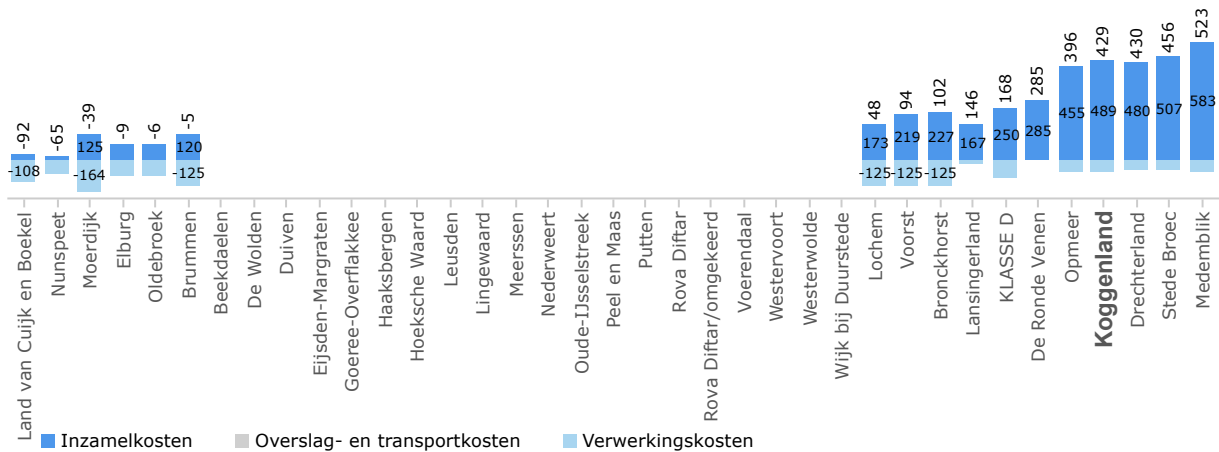 -92
-65
-39
-9
-6
-5
48
94
102
146
168
285
396
429
430
456
523
125
120
173
219
227
167
250
285
455
489
480
507
583
-108
-164
-125
-125
-125
-125
Land van Cuijk en Boekel
Nunspeet
Moerdijk
Elburg
Oldebroek
Brummen
Beekdaelen
De Wolden
Duiven
Eijsden-Margraten
Goeree-Overflakkee
Haaksbergen
Hoeksche Waard
Leusden
Lingewaard
Meerssen
Nederweert
Oude-IJsselstreek
Peel en Maas
Putten
Rova Diftar
Rova Diftar/omgekeerd
Voerendaal
Westervoort
Westerwolde
Wijk bij Duurstede
Lochem
Voorst
Bronckhorst
Lansingerland
KLASSE D
De Ronde Venen
Opmeer
Koggenland
Drechterland
Stede Broec
Medemblik
Inzamelkosten
Overslag- en transportkosten
Verwerkingskosten